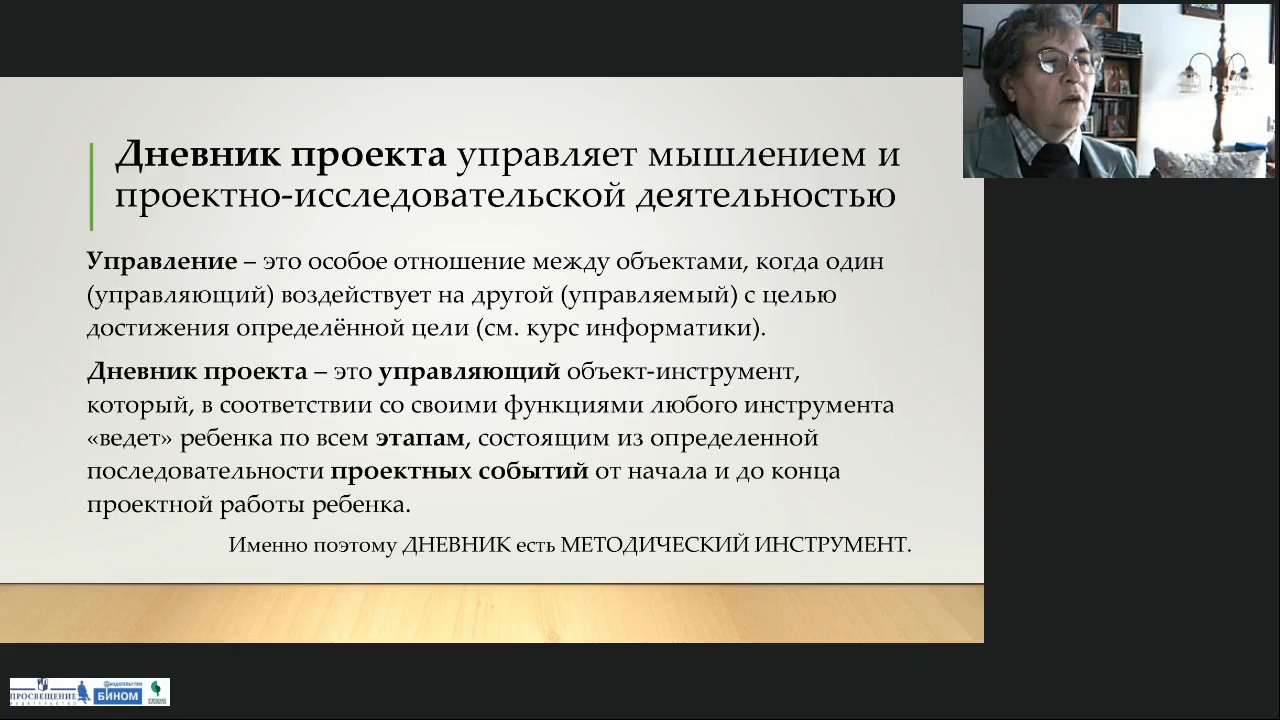 Дневник проекта управляет мышлением и
проектно-исследовательской деятельностью
Управление – это особое отношение между объектами, когда один
(управляющий) воздействует на другой (управляемый) с целью
достижения определённой цели (см. курс информатики).
Дневник проекта – это управляющий объект-инструмент,
который, в соответствии со своими функциями любого инструмента
«ведет» ребенка по всем этапам, состоящим из определенной
последовательности проектных событий от начала и до конца
проектной работы ребенка.
Именно поэтому ДНЕВНИК есть МЕТОДИЧЕСКИЙ ИНСТРУМЕНТ.
ПРОСВЕЩЕНИЕ
ИЗДАТЕЛЬСТВО
ИЗДАТЕЛЬСТВО
БИНОМ